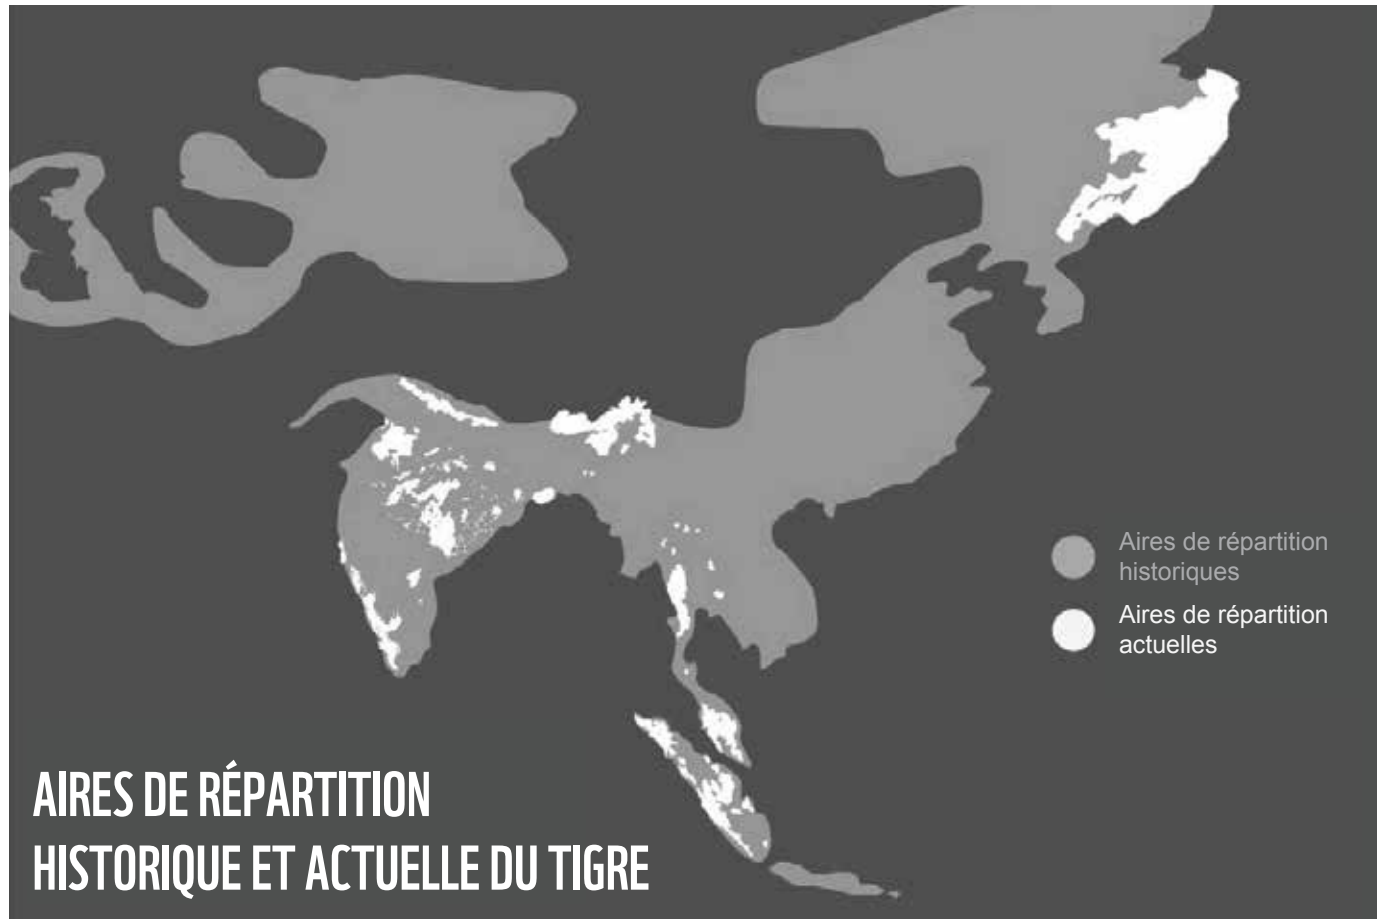 Aires de répartition
historiques
Aires de répartition
actuelles
AIRES DE RÉPARTITION
HISTORIQUE ET ACTUELLE DU TIGRE